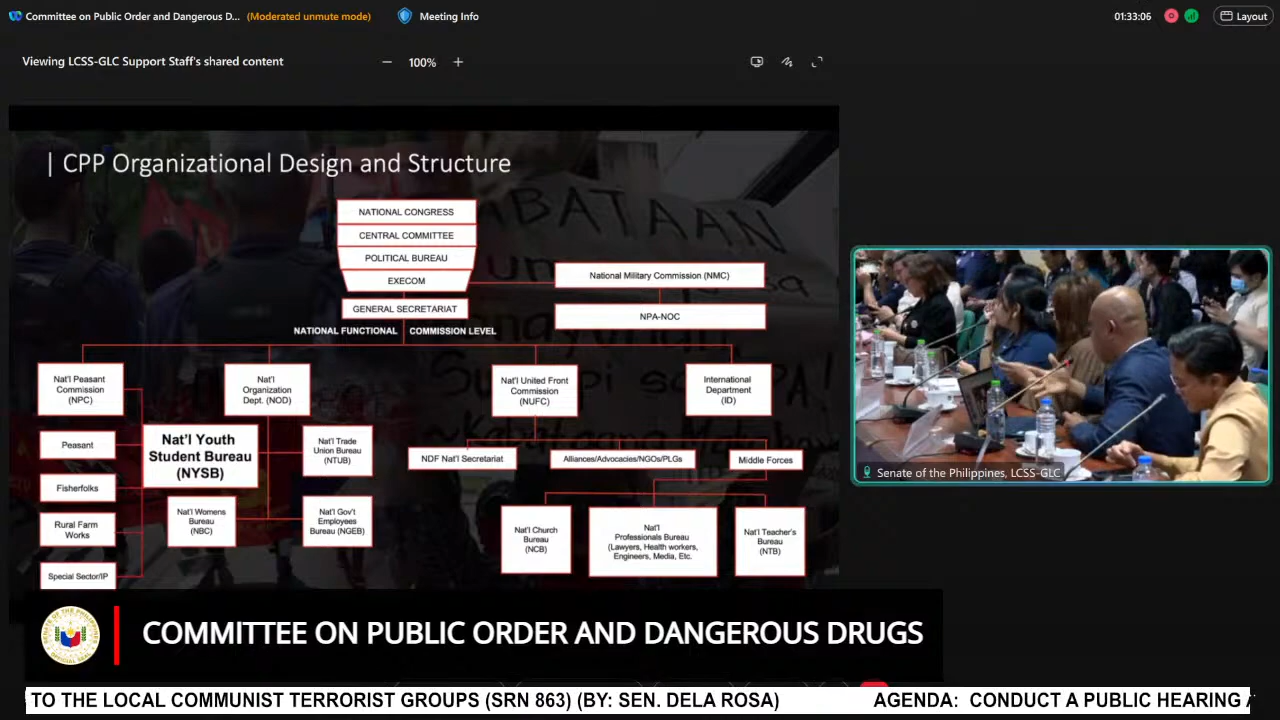 Committee on Public Order and Dangerous D... (Moderated unmute mode) Meeting Info 01:33:06 Layout
Viewing LCSS-GLC Support Staff's shared content 100%
| CPP Organizational Design and Structure
NATIONAL CONGRESS
CENTRAL COMMITTEE
POLITICAL BUREAU
EXECOM
GENERAL SECRETARIAT
National Military Commission (NMC)
NPA-NOC
NATIONAL FUNCTIONAL COMMISSION LEVEL
Nat'l Peasant
Commission
(NPC)
Nat'l
Organization
Dept. (NOD)
Nat'l United Front
Commission
(NUFC)
International
Department
(ID)
Peasant
Fisherfolks
Rural Farm
Works
Special Sector/IP
Nat'l Youth
Student Bureau
(NYSB)
Nat'l Trade
Union Bureau
(NTUB)
Nat'l Womens
Bureau
(NBC)
Nat'l Gov't
Employees
Bureau (NGEB)
NDF Nat'l Secretariat
Alliances/Advocacies/NGOs/PLGs
Middle Forces
Nat'l Church
Bureau
(NCB)
Nat'l
Professionals Bureau
(Lawyers, Health workers,
Engineers, Media, Etc.
Nat'l Teacher's
Bureau
(NTB)
BATAAN
Senate of the Philippines, LCSS-GLC
COMMITTEE ON PUBLIC ORDER AND DANGEROUS DRUGS
TO THE LOCAL COMMUNIST TERRORIST GROUPS (SRN 863) (BY: SEN. DELA ROSA) AGENDA: CONDUCT A PUBLIC HEARING